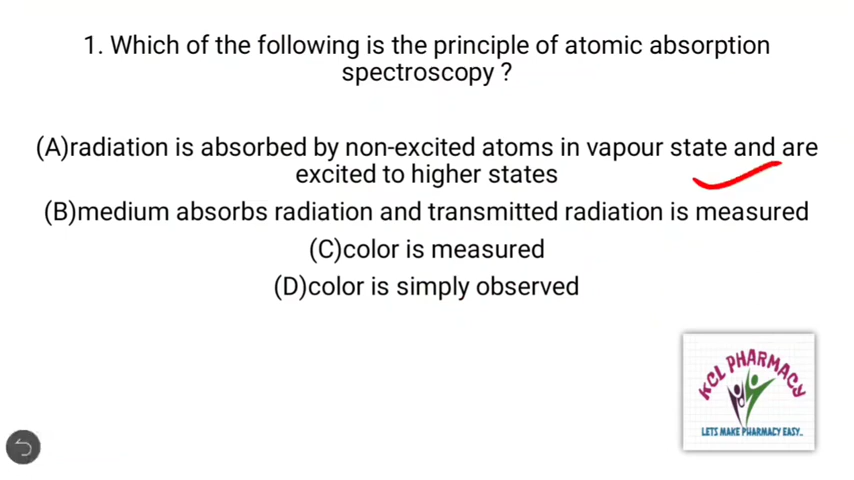 1. Which of the following is the principle of atomic absorption
spectroscopy ?
(A)radiation is absorbed by non-excited atoms in vapour state and are
excited to higher states
(B)medium absorbs radiation and transmitted radiation is measured
(C)color is measured
(D)color is simply observed
KCL PHARMACY
LETS MAKE PHARMACY EASY..